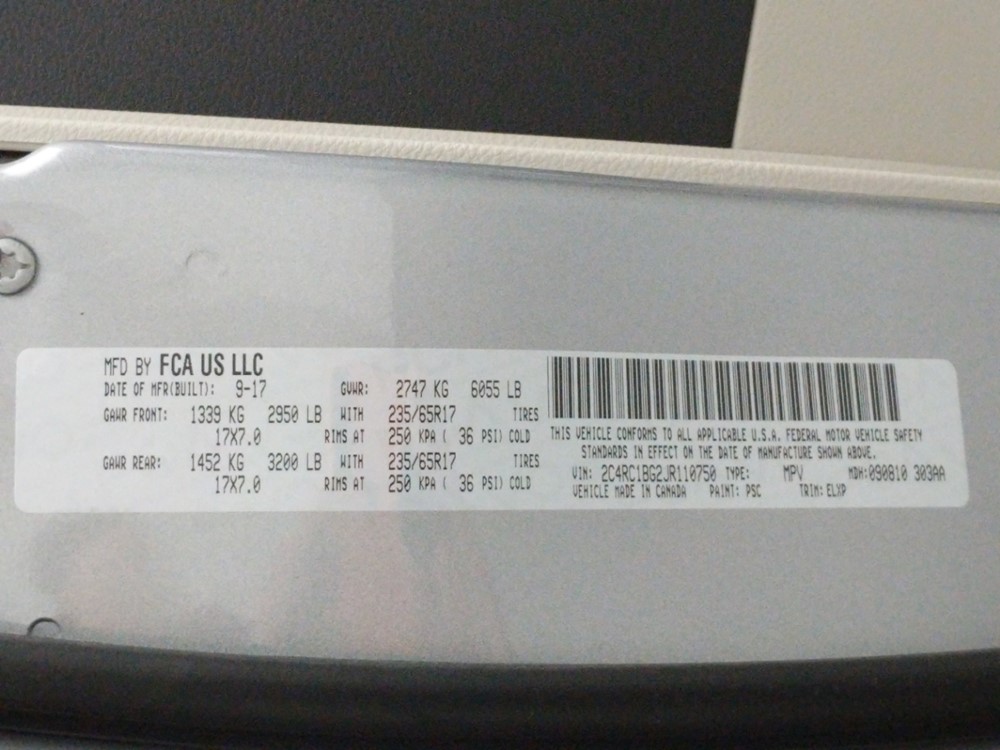 MFD BY FCA US LLC
DATE OF MFR(BUILT): 9-17 GVWR: 2747 KG 6055 LB
GAWR FRONT: 1339 KG 2950 LB WITH 235/65R17 TIRES
17X7.0 RIMS AT 250 KPA ( 36 PSI) COLD
GAWR REAR: 1452 KG 3200 LB WITH 235/65R17 TIRES
17X7.0 RIMS AT 250 KPA ( 36 PSI) COLD
THIS VEHICLE CONFORMS TO ALL APPLICABLE U.S.A. FEDERAL MOTOR VEHICLE SAFETY
STANDARDS IN EFFECT ON THE DATE OF MANUFACTURE SHOWN ABOVE.
VIN: 2C4RC1BG2JR110750 TYPE: MPV MDH:090810 303AA
VEHICLE MADE IN CANADA PAINT: PSC TRIM: ELXP